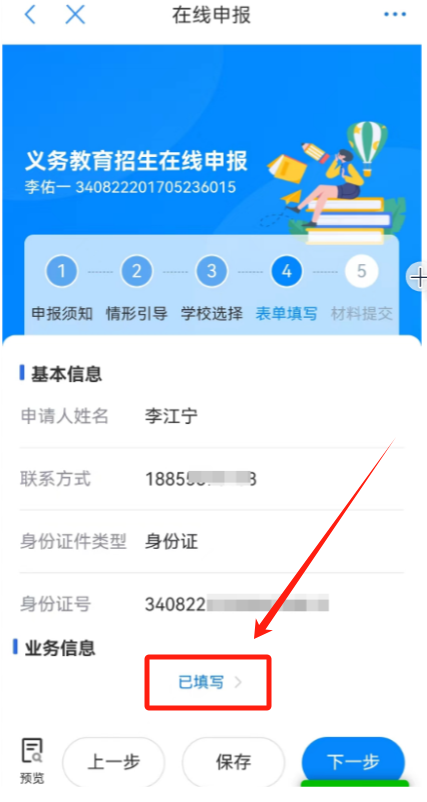 在线申报
义务教育招生在线申报
李佑一 340822201705236015
1 2 3 4 5
申报须知 情形引导 学校选择 表单填写 材料提交
基本信息
申请人姓名 李江宁
联系方式 18855
身份证件类型 身份证
身份证号 340822
业务信息
已填写
预览 上一步 保存 下一步